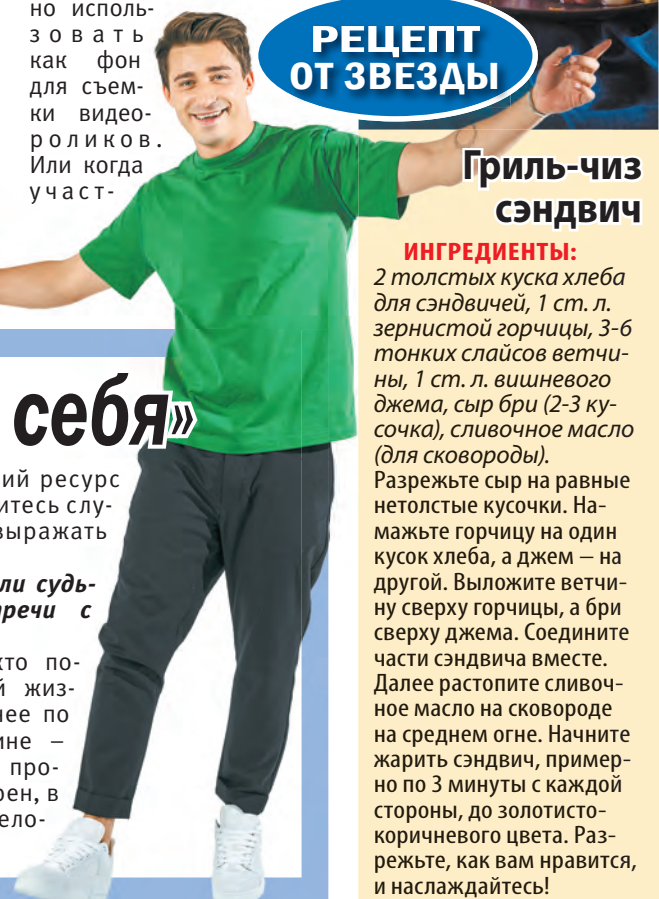 но исполь-
зовать
как фон
для съем-
ки видео-
роликов.
Или когда
участ-
себя»
ий ресурс
итесь слу-
выражать
ли судь-
речи с
кто по-
й жиз-
нее по
ине –
про-
рен, в
ело-
РЕЦЕПТ
ОТ ЗВЕЗДЫ
Гриль-чиз
сэндвич
ИНГРЕДИЕНТЫ:
2 толстых куска хлеба
для сэндвичей, 1 ст. л.
зернистой горчицы, 3-6
тонких слайсов ветчи-
ны, 1 ст. л. вишневого
джема, сыр бри (2-3 ку-
сочка), сливочное масло
(для сковороды).
Разрежьте сыр на равные
нетолстые кусочки. На-
мажьте горчицу на один
кусок хлеба, а джем – на
другой. Выложите ветчи-
ну сверху горчицы, а бри
сверху джема. Соедините
части сэндвича вместе.
Далее растопите сливоч-
ное масло на сковороде
на среднем огне. Начните
жарить сэндвич, пример-
но по 3 минуты с каждой
стороны, до золотисто-
коричневого цвета. Раз-
режьте, как вам нравится,
и наслаждайтесь!